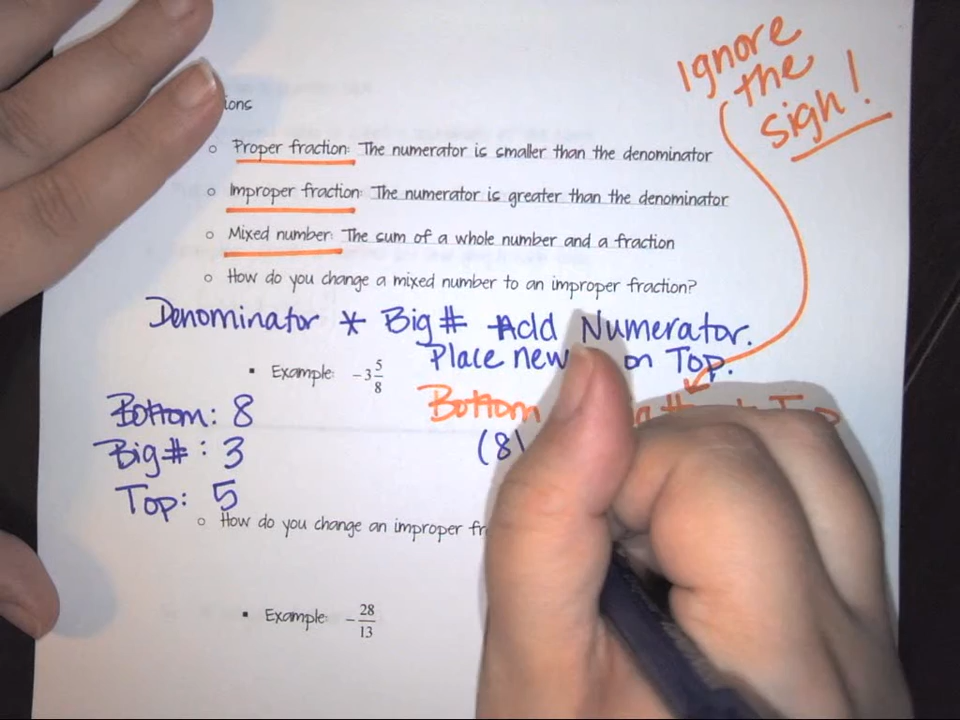 ions
Ignore
the
sigh!
Proper fraction: The numerator is smaller than the denominator
Improper fraction: The numerator is greater than the denominator
Mixed number: The sum of a whole number and a fraction
How do you change a mixed number to an improper fraction?
Denominator * Big # Add Numerator.
Place new on Top.
Example: -3 5/8
Bottom: 8
Big #: 3
Top: 5
Bottom # Top
(8)
How do you change an improper fr
Example: -28/13